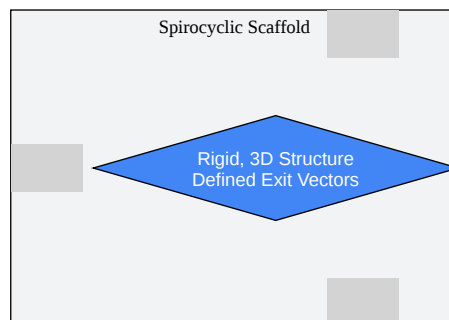 Spirocyclic Scaffold
Rigid, 3D Structure
Defined Exit Vectors